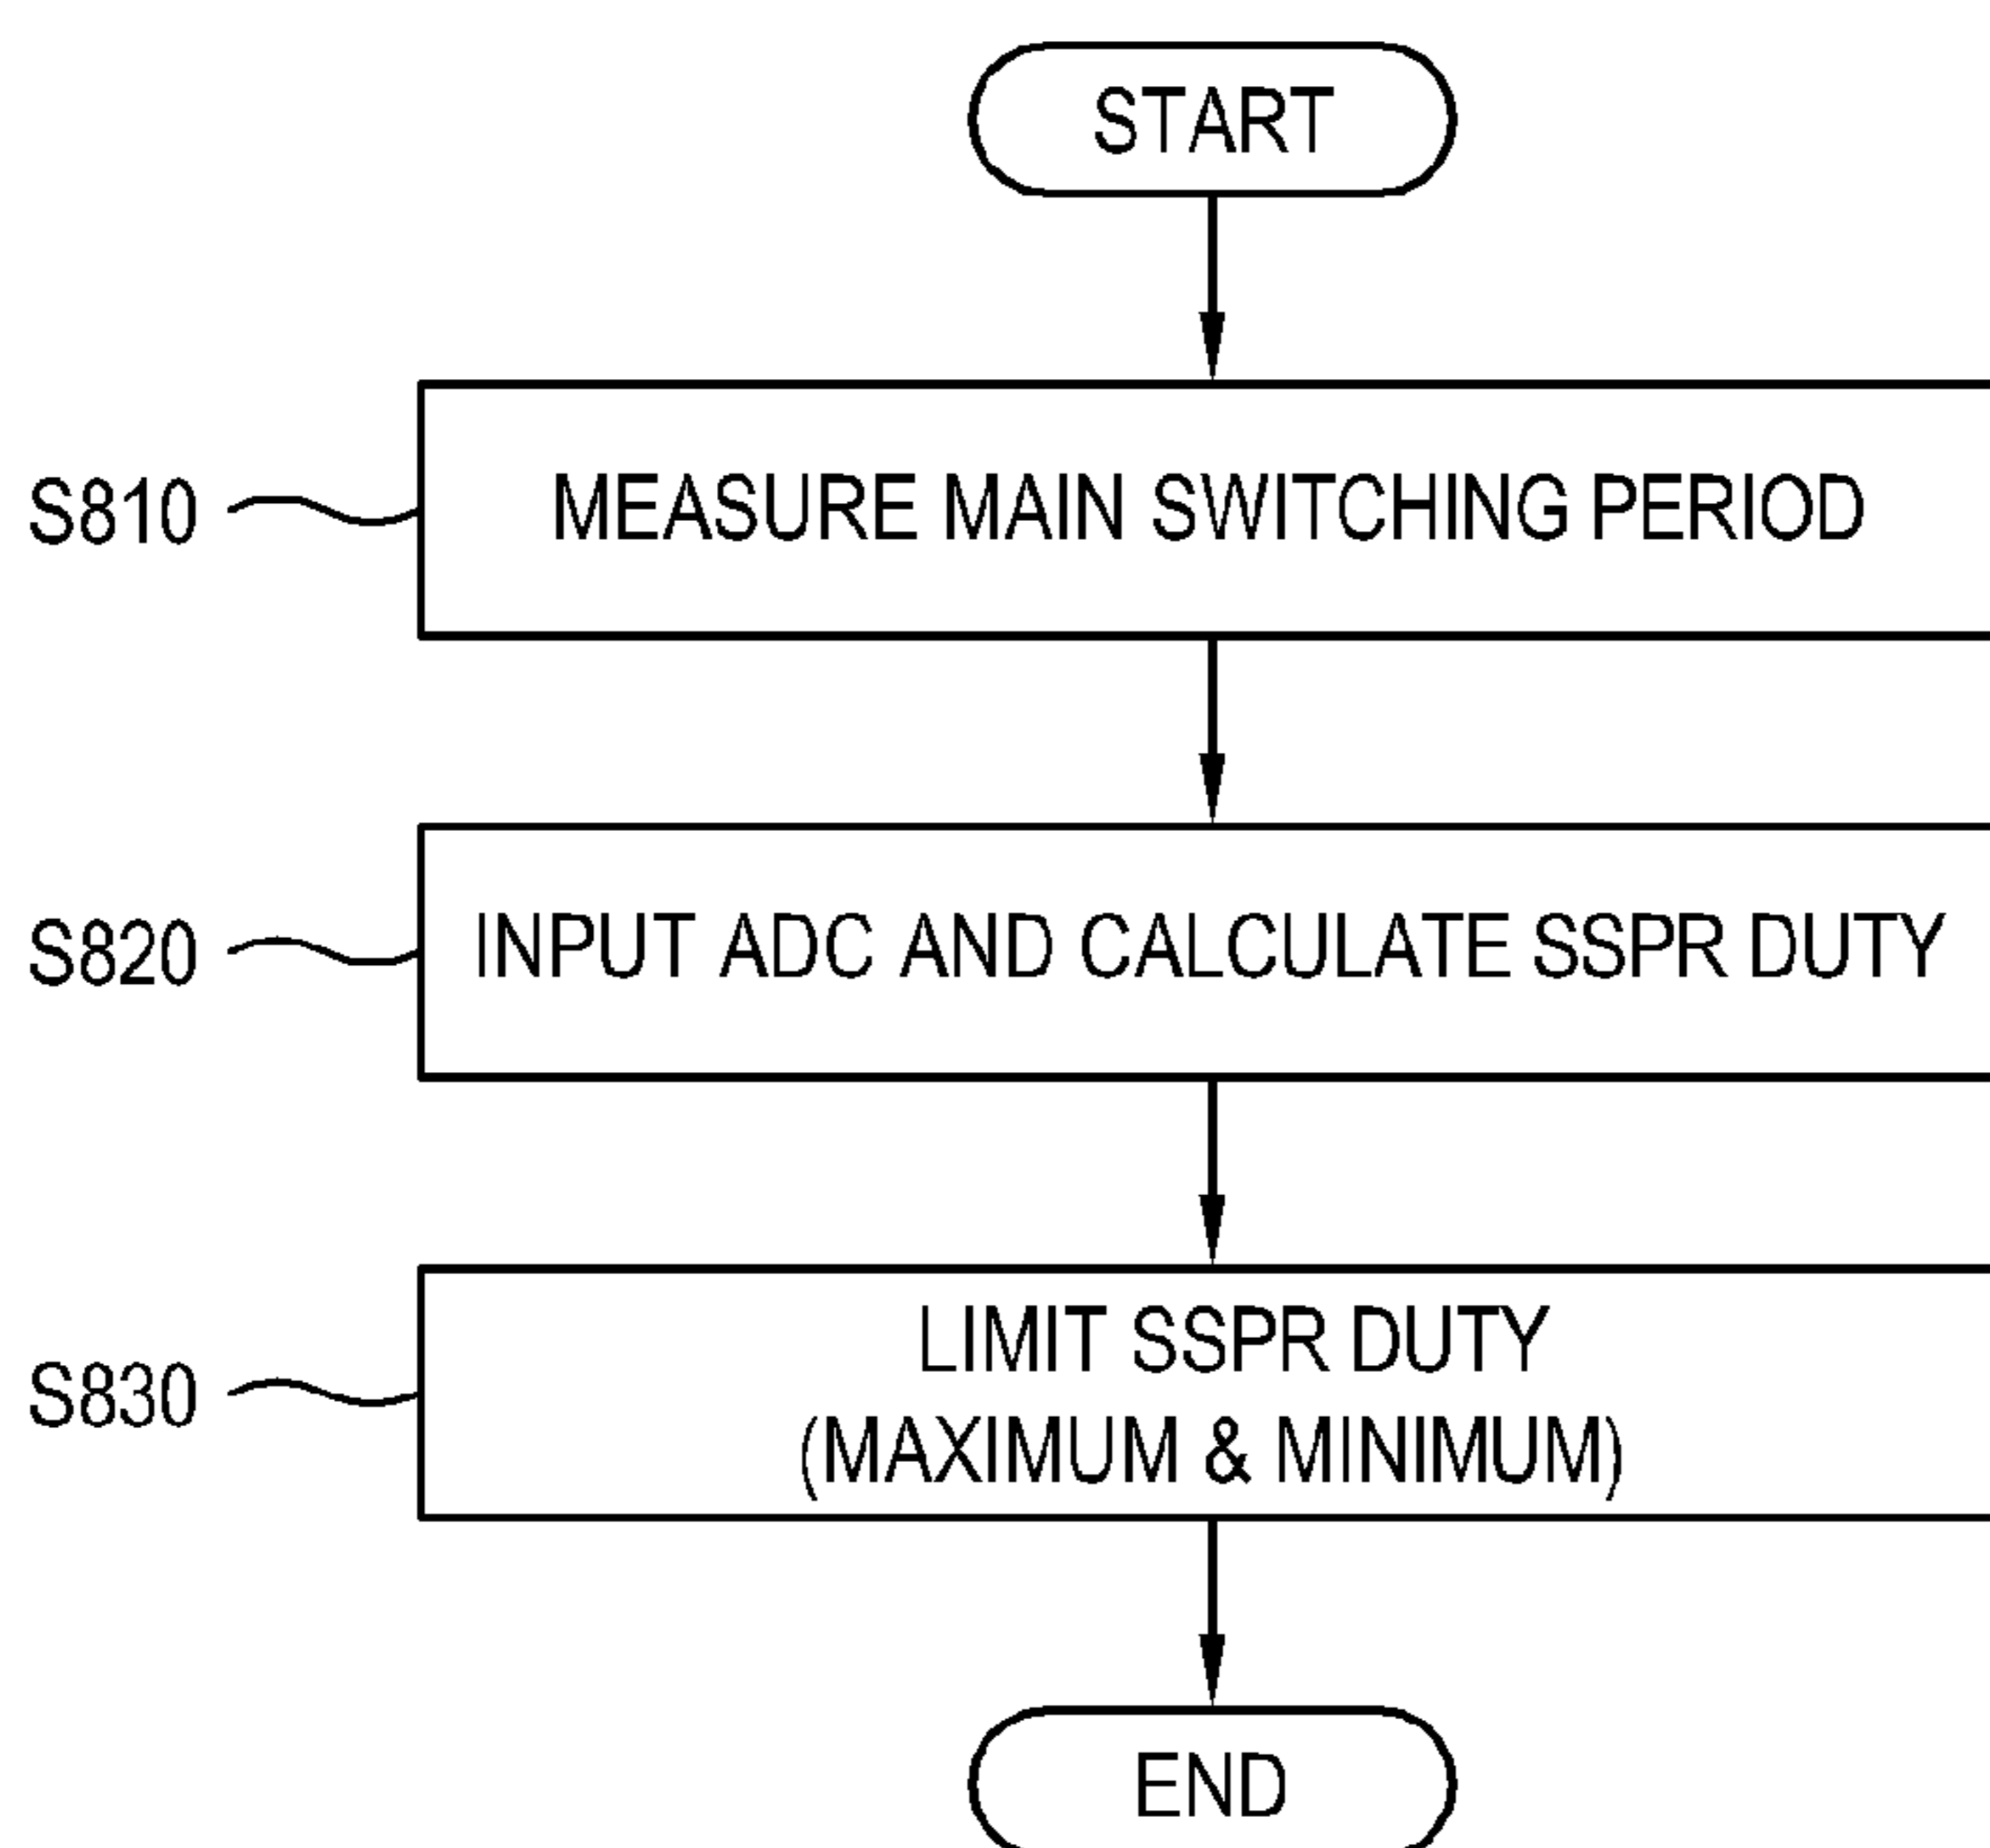 START
S810
MEASURE MAIN SWITCHING PERIOD
S820
INPUT ADC AND CALCULATE SSPR DUTY
S830
LIMIT SSPR DUTY
(MAXIMUM & MINIMUM)
END